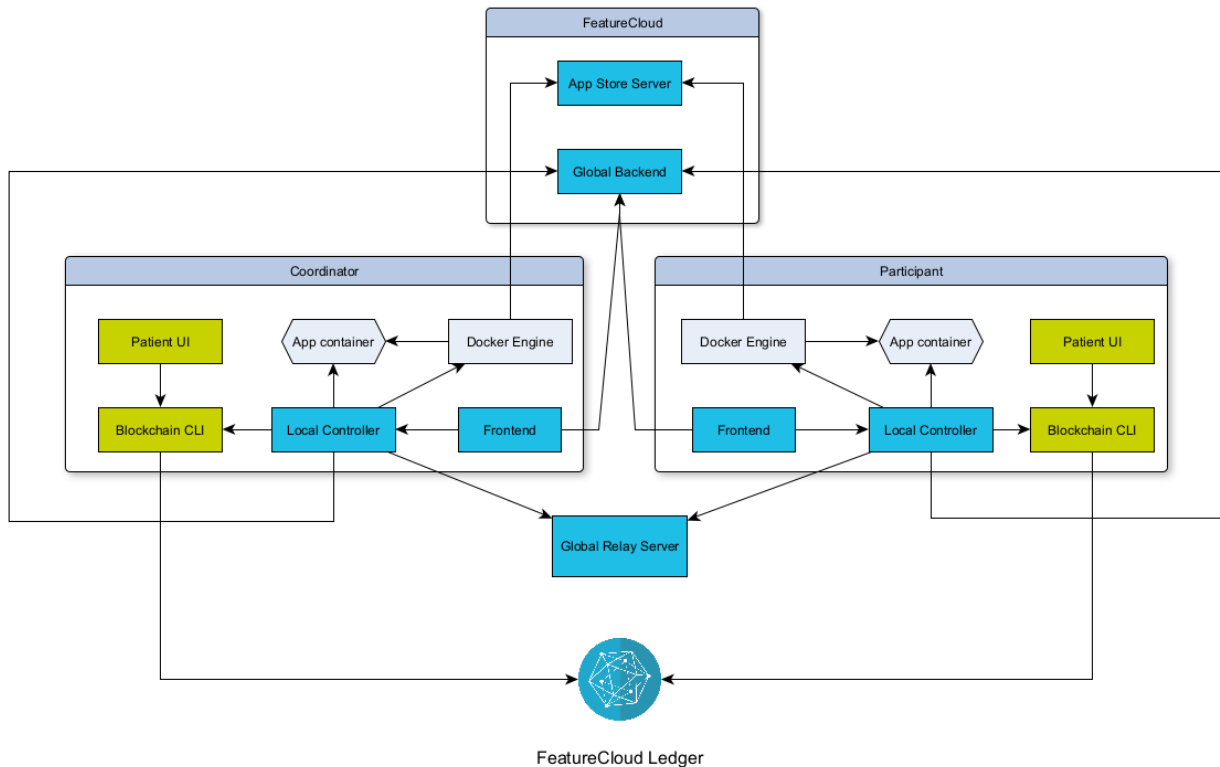 FeatureCloud
App Store Server
Global Backend
Coordinator
Patient UI
App container
Docker Engine
Blockchain CLI
Local Controller
Frontend
Participant
Docker Engine
App container
Patient UI
Frontend
Local Controller
Blockchain CLI
Global Relay Server
FeatureCloud Ledger